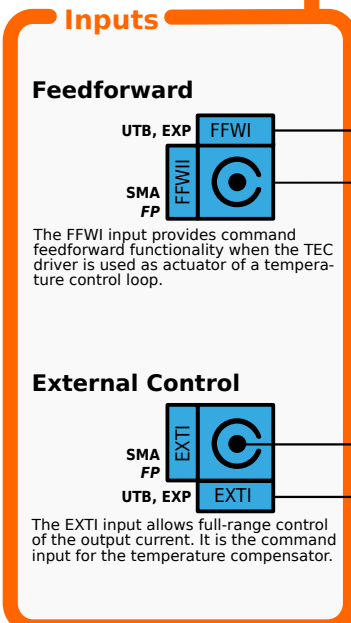 Inputs
Feedforward
UTB, EXP FFWI
FFWII
SMA
FP
The FFWI input provides command
feedforward functionality when the TEC
driver is used as actuator of a tempera-
ture control loop.
External Control
EXTI
SMA
FP
UTB, EXP EXTI
The EXTI input allows full-range control
of the output current. It is the command
input for the temperature compensator.